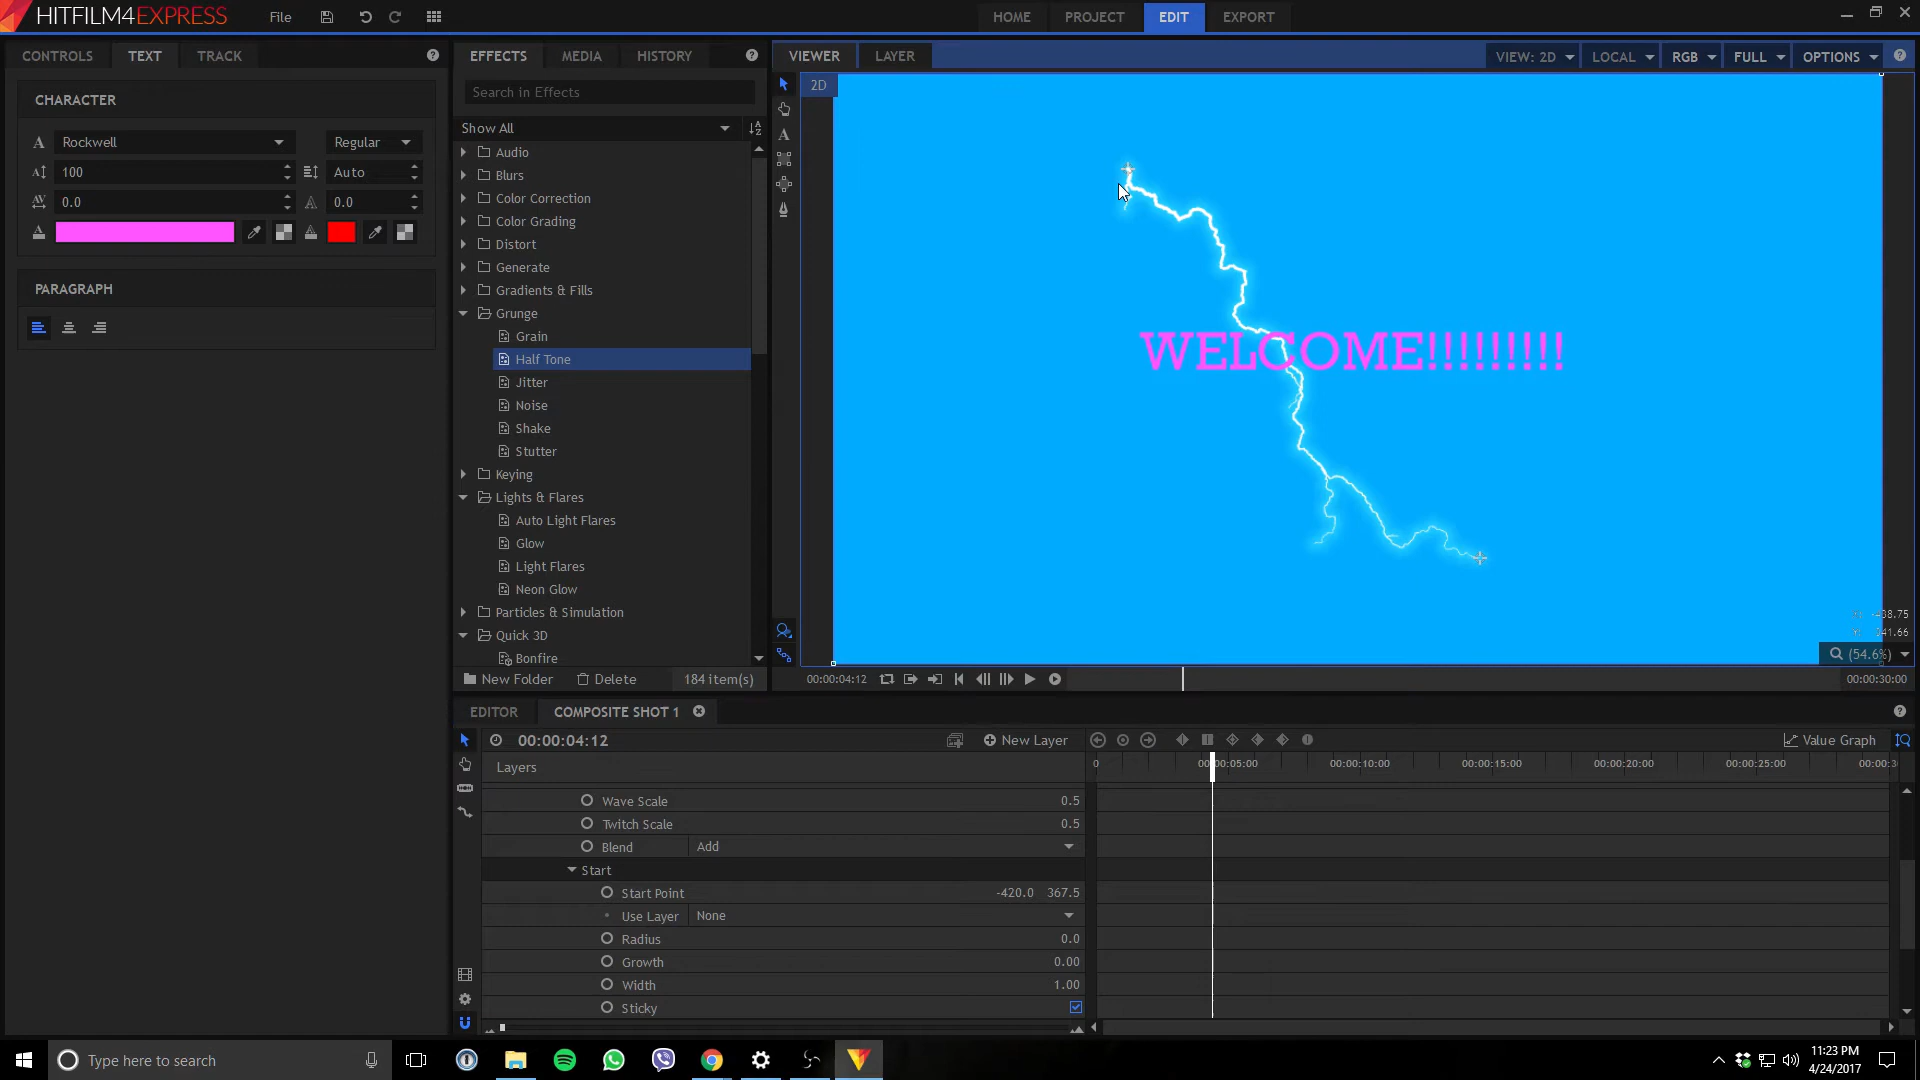 HITFILM4EXPRESS
File
HOME
PROJECT
EDIT
EXPORT
CONTROLS
TEXT
TRACK
EFFECTS
MEDIA
HISTORY
VIEWER
LAYER
VIEW: 2D
LOCAL
RGB
FULL
OPTIONS
CHARACTER
Rockwell
Regular
100
Auto
0.0
0.0
PARAGRAPH
Search in Effects
Show All
Audio
Blurs
Color Correction
Color Grading
Distort
Generate
Gradients & Fills
Grunge
Grain
Half Tone
Jitter
Noise
Shake
Stutter
Keying
Lights & Flares
Auto Light Flares
Glow
Light Flares
Neon Glow
Particles & Simulation
Quick 3D
Bonfire
New Folder
Delete
184 item(s)
2D
WELCOME!!!!!!!!!
(54.6%)
00:00:04:12
00:00:30:00
EDITOR
COMPOSITE SHOT 1
00:00:04:12
New Layer
Value Graph
Layers
0
00:00:05:00
00:00:10:00
00:00:15:00
00:00:20:00
00:00:25:00
Wave Scale
0.5
Twitch Scale
0.5
Blend
Add
Start
Start Point
-420.0 367.5
Use Layer
None
Radius
0.0
Growth
0.00
Width
1.00
Sticky
Type here to search
11:23 PM
4/24/2017